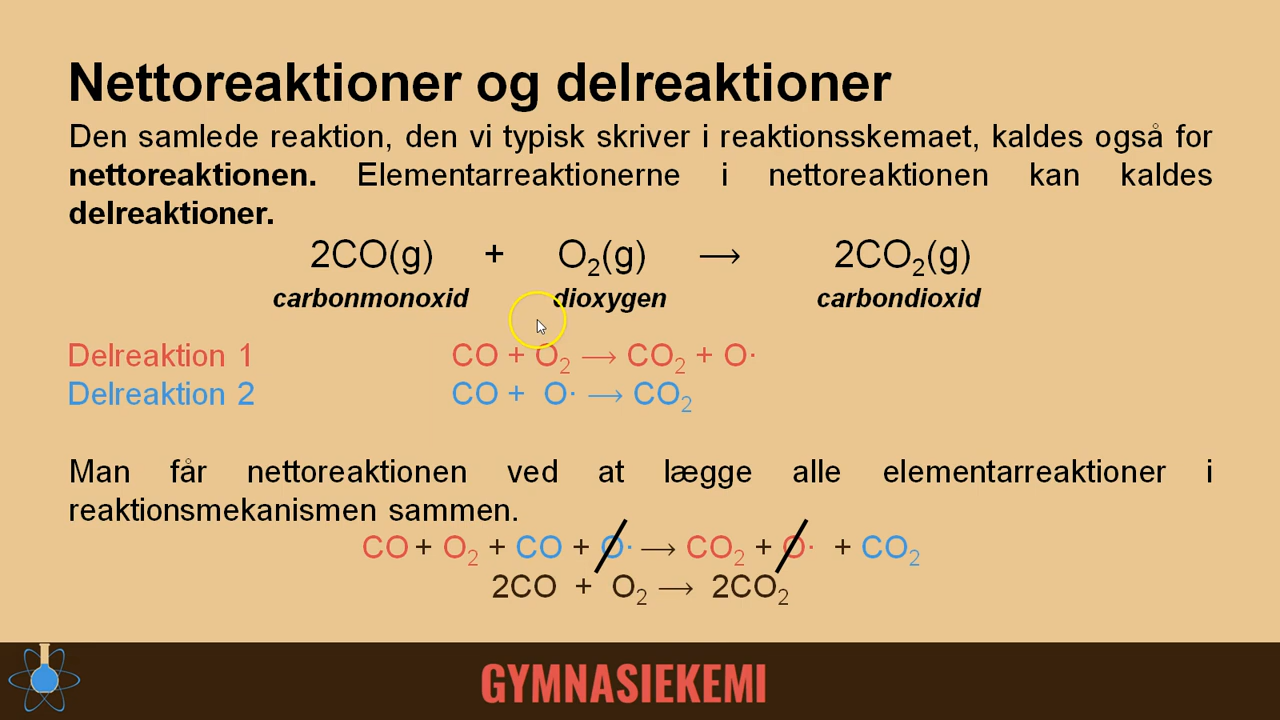 Nettoreaktioner og delreaktioner
Den samlede reaktion, den vi typisk skriver i reaktionsskemaet, kaldes også for
nettoreaktionen. Elementarreaktionerne i nettoreaktionen kan kaldes
delreaktioner.
2CO(g) + O₂(g) ⟶ 2CO₂(g)
carbonmonoxid dioxygen carbondioxid
Delreaktion 1 CO + O₂ ⟶ CO₂ + O·
Delreaktion 2 CO + O· ⟶ CO₂
Man får nettoreaktionen ved at lægge alle elementarreaktioner i
reaktionsmekanismen sammen.
CO + O₂ + CO + O· ⟶ CO₂ + O· + CO₂
2CO + O₂ ⟶ 2CO₂
GYMNASIEKEMI